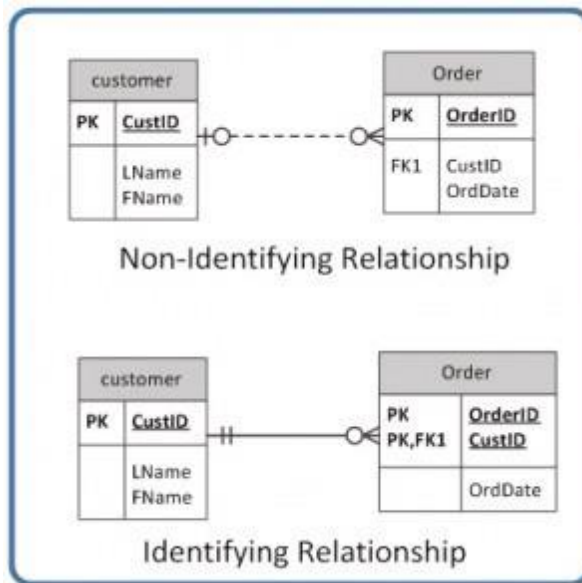 customer
PK CustID
LName
FName
Order
PK OrderID
FK1 CustID
OrdDate
Non-Identifying Relationship
customer
PK CustID
LName
FName
Order
PK OrderID
PK,FK1 CustID
OrdDate
Identifying Relationship